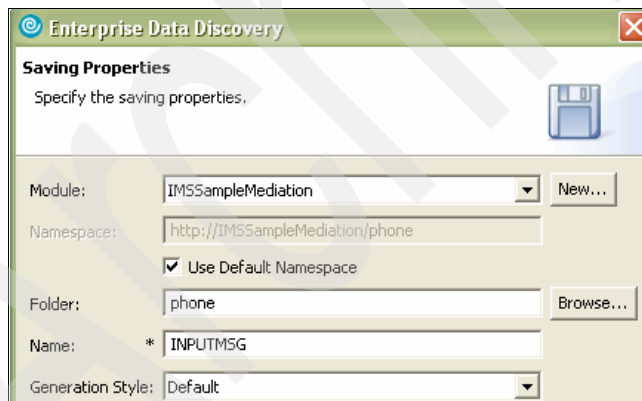 Enterprise Data Discovery
Saving Properties
Specify the saving properties.
Module: IMSSampleMediation New...
Namespace: http://IMSSampleMediation/phone
Use Default Namespace
Folder: phone Browse...
Name: * INPUTMSG
Generation Style: Default